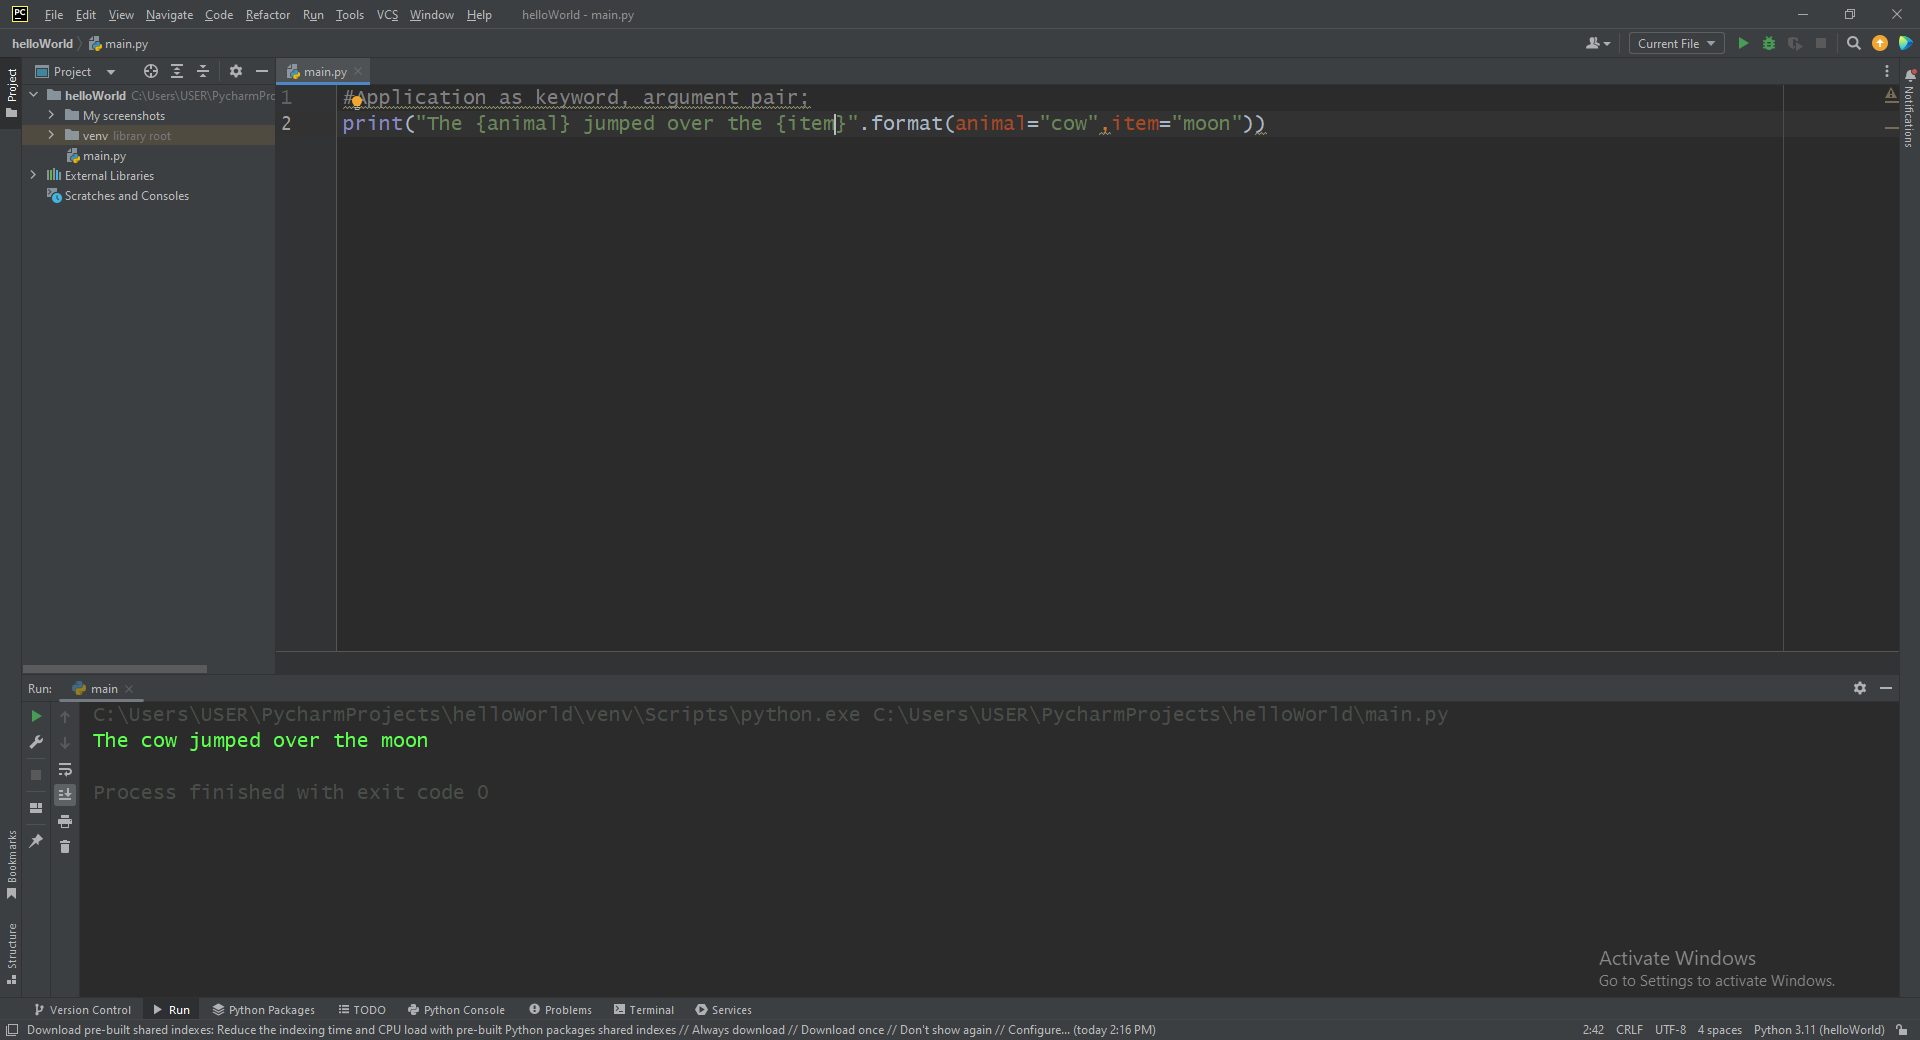 PC File Edit View Navigate Code Refactor Run Tools VCS Window Help helloWorld - main.py
helloWorld main.py Current File
Project main.py
Project
helloWorld C:\Users\USER\PycharmPro
My screenshots
venv library root
main.py
External Libraries
Scratches and Consoles
1 #Application as keyword, argument pair;
2 print("The {animal} jumped over the {item}".format(animal="cow",item="moon"))
Notifications
Run: main
C:\Users\USER\PycharmProjects\helloWorld\venv\Scripts\python.exe C:\Users\USER\PycharmProjects\helloWorld\main.py
The cow jumped over the moon
Process finished with exit code 0
Bookmarks
Structure
Activate Windows
Go to Settings to activate Windows.
Version Control Run Python Packages TODO Python Console Problems Terminal Services
Download pre-built shared indexes: Reduce the indexing time and CPU load with pre-built Python packages shared indexes // Always download // Download once // Don't show again // Configure... (today 2:16 PM) 2:42 CRLF UTF-8 4 spaces Python 3.11 (helloWorld)